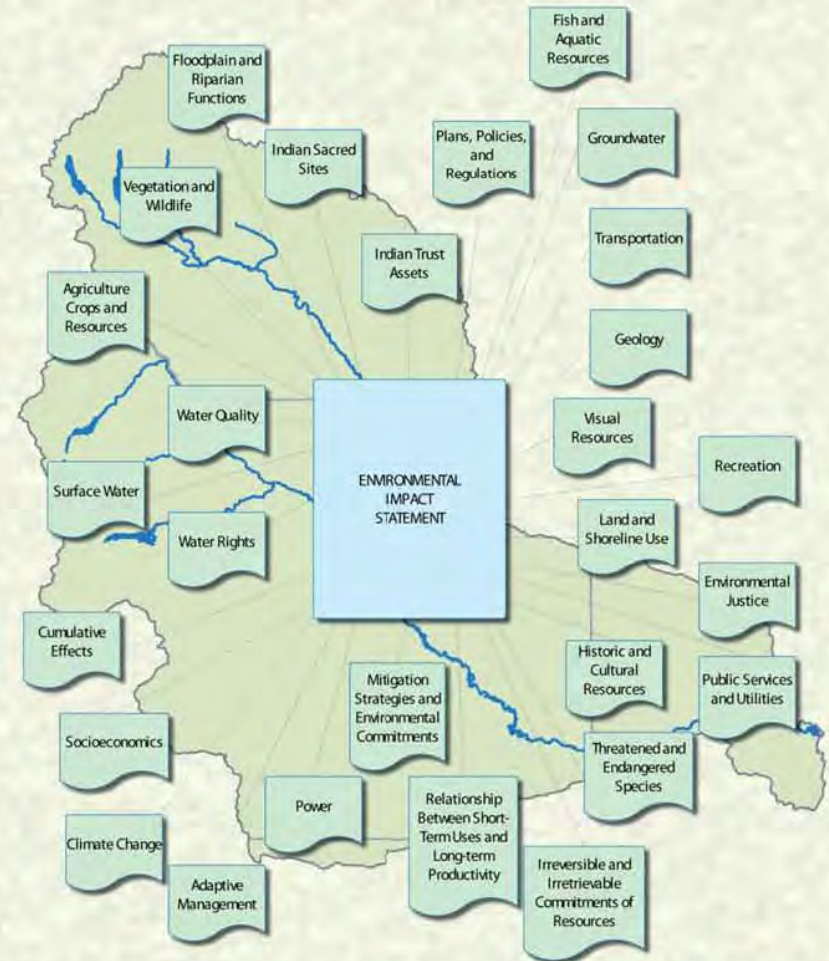 Fish and
Aquatic
Resources
Floodplain and
Riparian
Functions
Plans, Policies,
and
Regulations
Groundwater
Indian Sacred
Sites
Vegetation and
Wildlife
Transportation
Indian Trust
Assets
Agriculture
Crops and
Resources
Geology
Water Quality
Visual
Resources
Recreation
ENVIRONMENTAL
IMPACT
STATEMENT
Surface Water
Land and
Shoreline Use
Water Rights
Environmental
Justice
Cumulative
Effects
Historic and
Cultural
Resources
Mitigation
Strategies and
Environmental
Commitments
Public Services
and Utilities
Socioeconomics
Threatened and
Endangered
Species
Power
Relationship
Between Short-
Term Uses and
Long-term
Productivity
Climate Change
Irreversible and
Irretrievable
Commitments of
Resources
Adaptive
Management